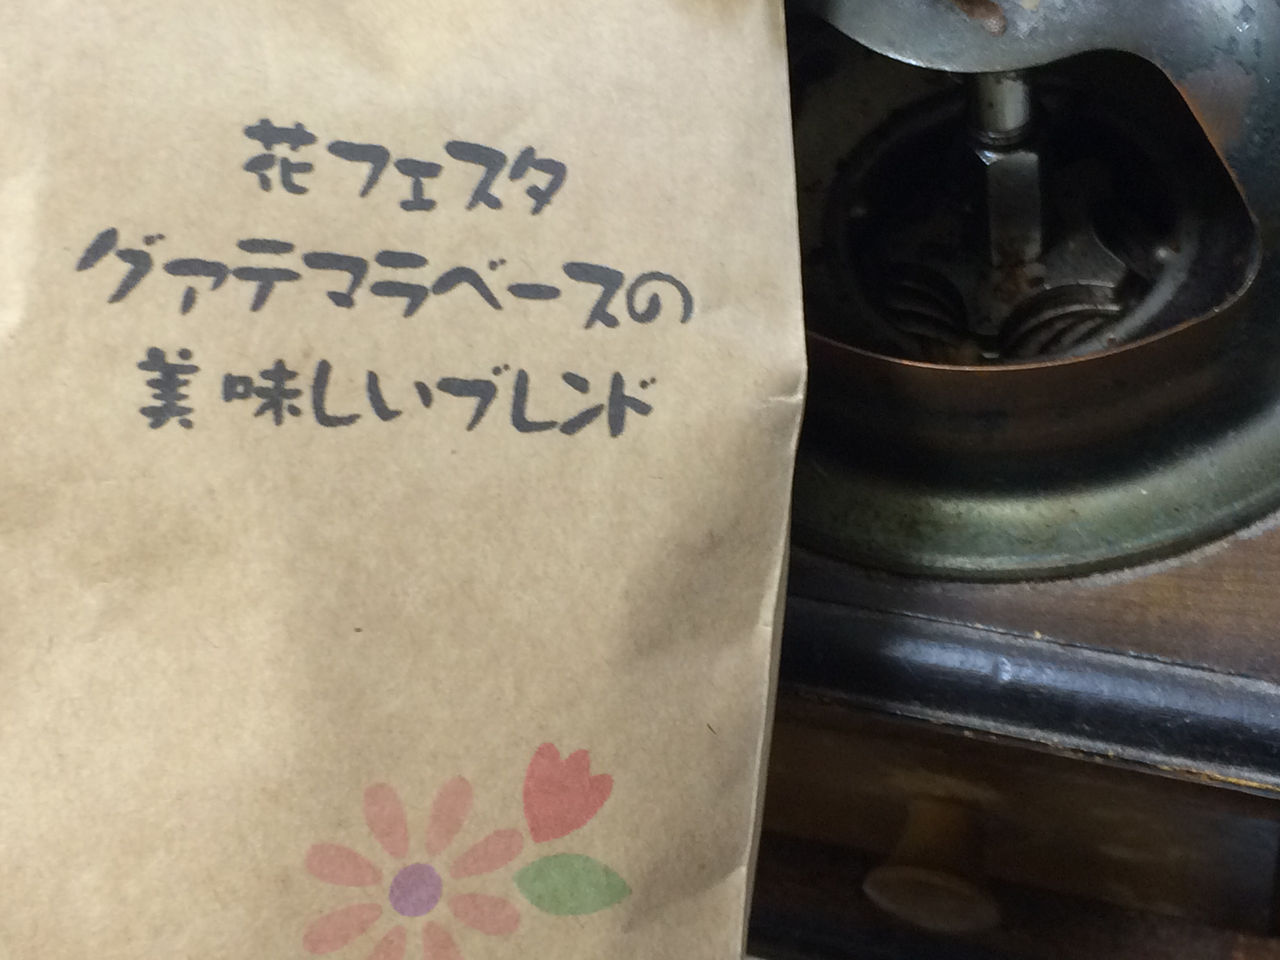 花フェスタ
グァテマラベースの
美味しいブレンド